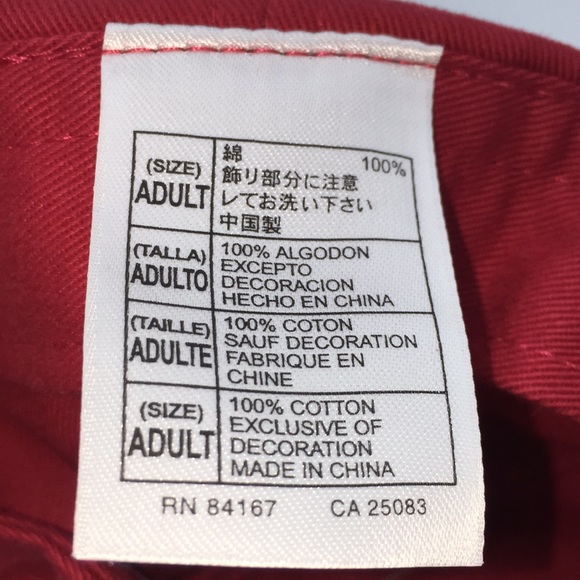 (SIZE)
ADULT
綿 100%
飾り部分に注意
レてお洗い下さい
中国製
(TALLA)
ADULTO
100% ALGODON
EXCEPTO
DECORACION
HECHO EN CHINA
(TAILLE)
ADULTE
100% COTON
SAUF DECORATION
FABRIQUE EN
CHINE
(SIZE)
ADULT
100% COTTON
EXCLUSIVE OF
DECORATION
MADE IN CHINA
RN 84167 CA 25083